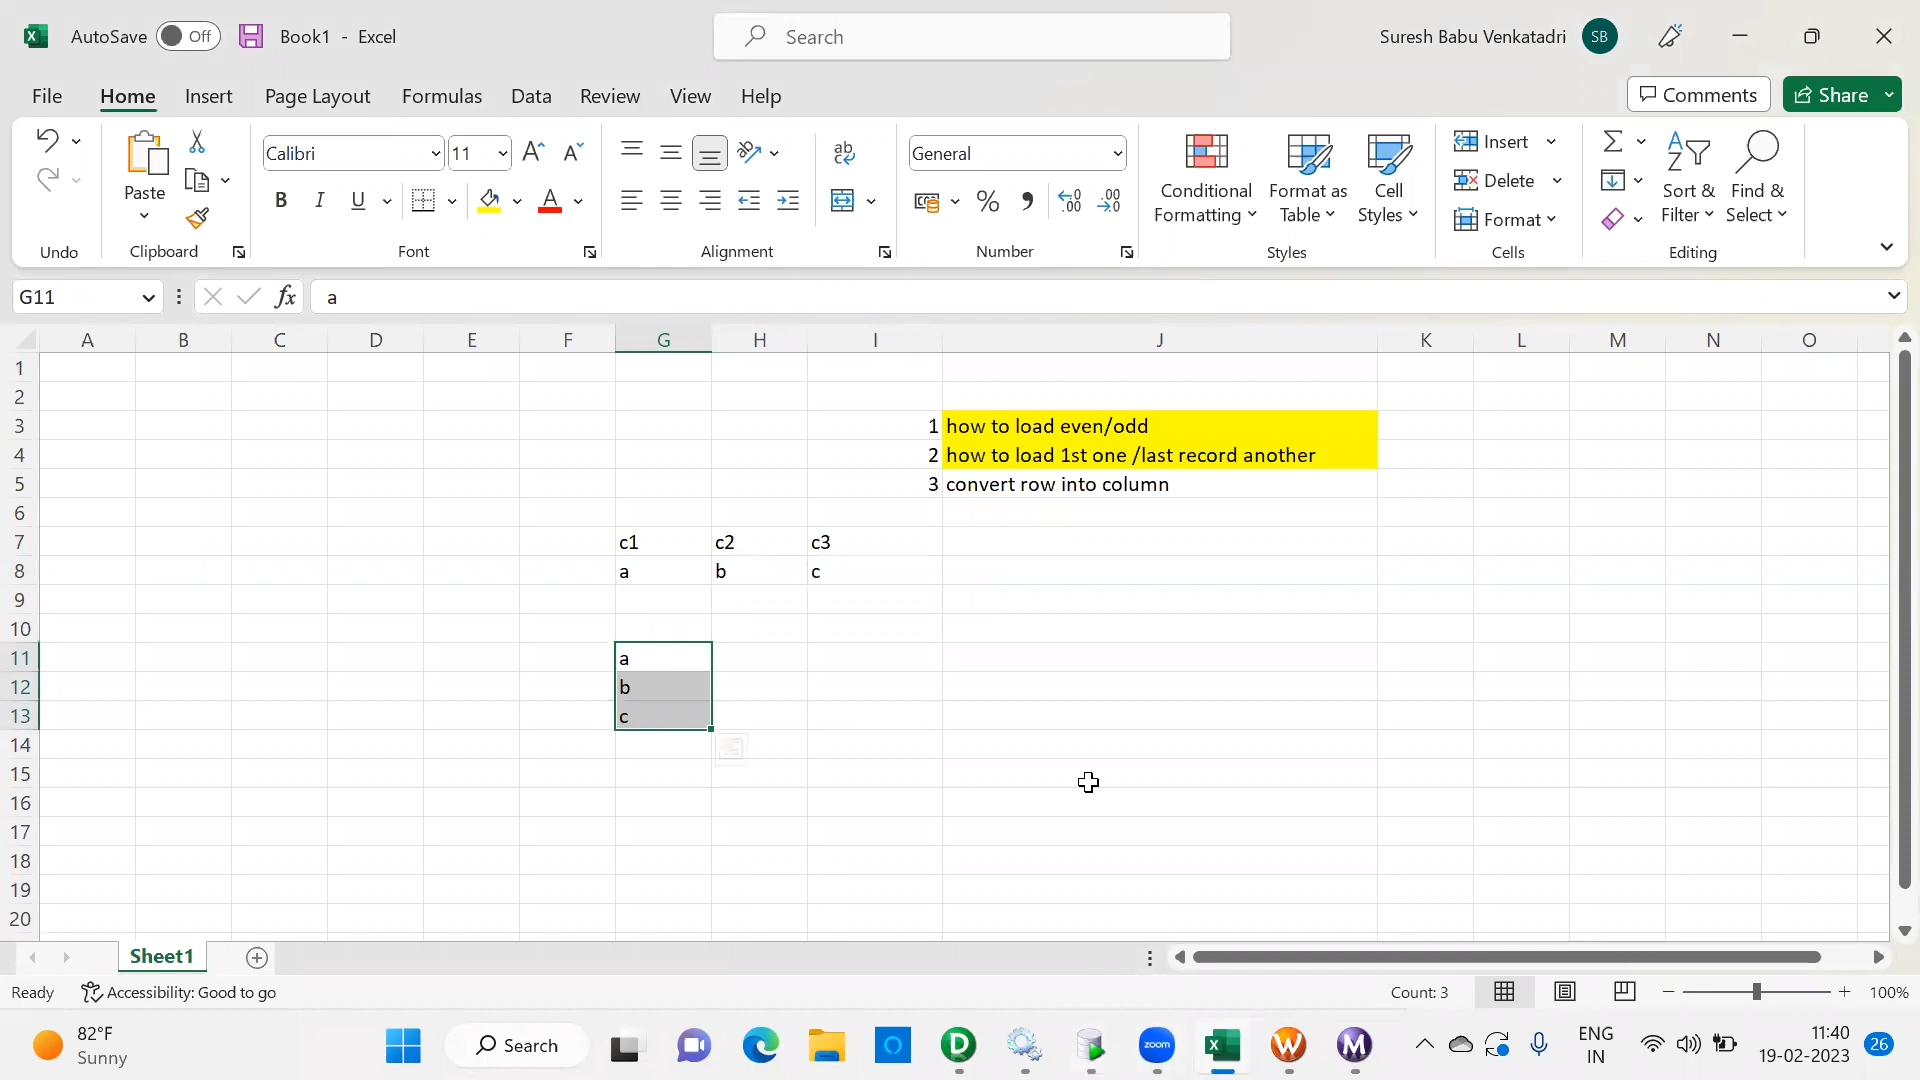 AutoSave Off Book1 - Excel Search Suresh Babu Venkatadri SB
File Home Insert Page Layout Formulas Data Review View Help Comments Share
Paste Calibri 11 General Conditional Formatting Format as Table Cell Styles Insert Delete Format Sort & Filter Find & Select
Undo Clipboard Font Alignment Number Styles Cells Editing
G11 fx a
A B C D E F G H I J K L M N O
1
2
3 1 how to load even/odd
4 2 how to load 1st one /last record another
5 3 convert row into column
6
7 c1 c2 c3
8 a b c
9
10
11 a
12 b
13 c
14
15
16
17
18
19
20
Sheet1
Ready Accessibility: Good to go Count: 3 100%
82°F Search zoom ENG 11:40
Sunny IN 19-02-2023 26